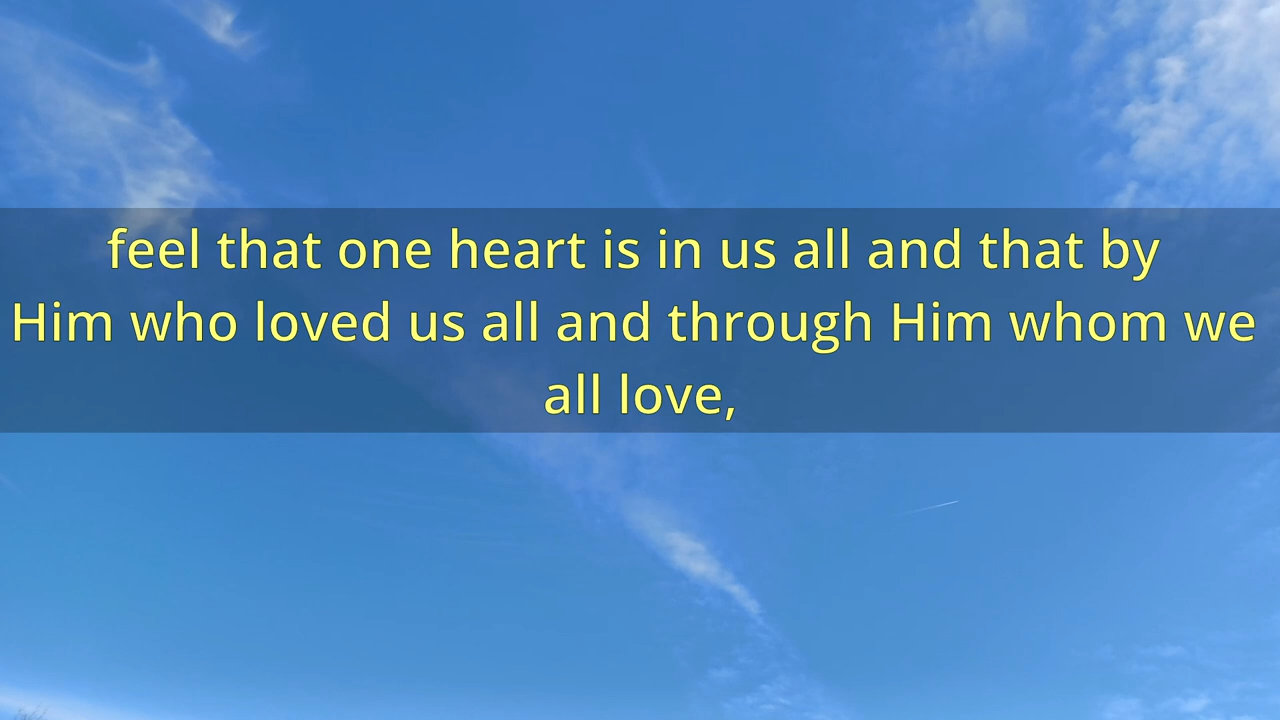 feel that one heart is in us all and that by
Him who loved us all and through Him whom we
all love,